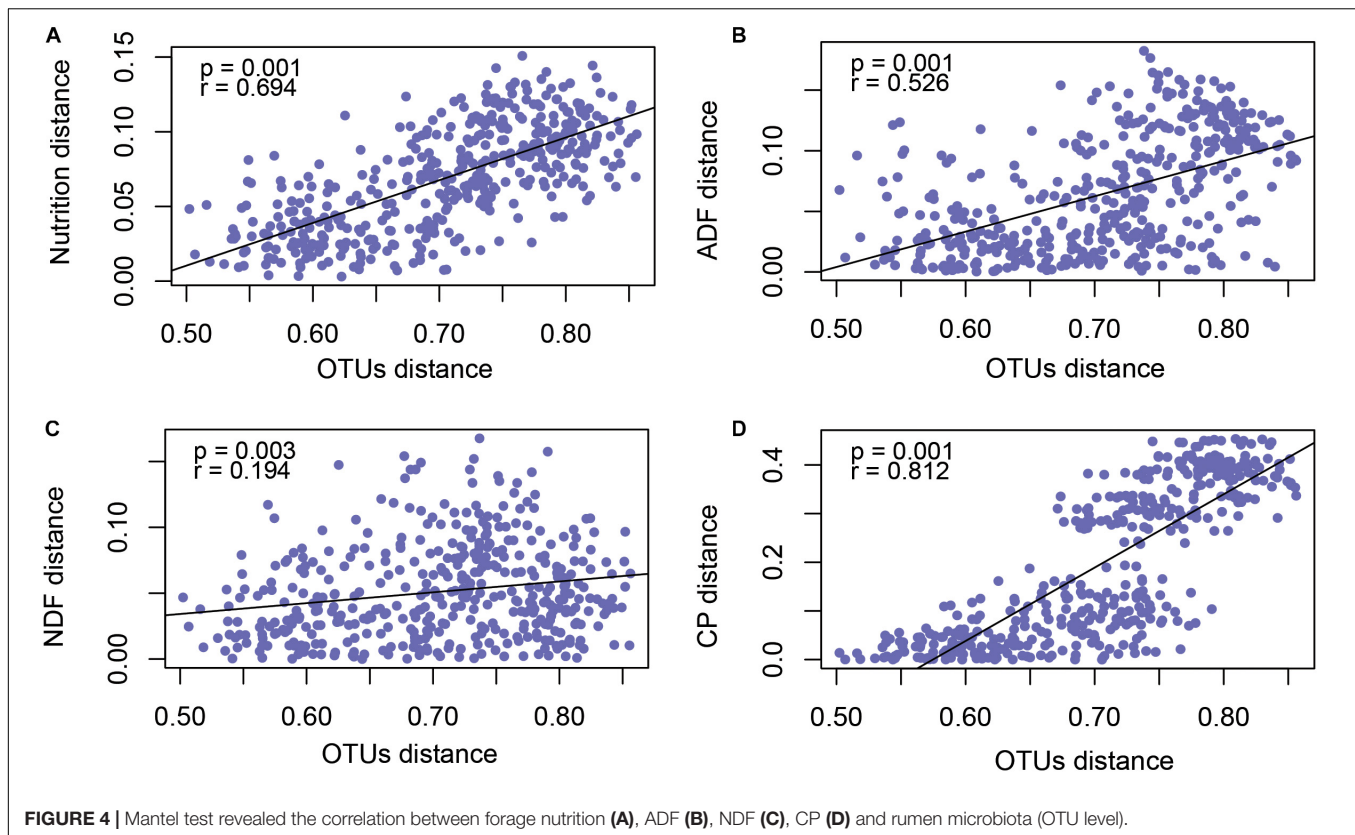 A
p = 0.001
r = 0.694
Nutrition distance
0.00 0.05 0.10 0.15
0.50 0.60 0.70 0.80
OTUs distance
B
p = 0.001
r = 0.526
ADF distance
0.00 0.10
0.50 0.60 0.70 0.80
OTUs distance
C
p = 0.003
r = 0.194
NDF distance
0.00 0.10
0.50 0.60 0.70 0.80
OTUs distance
D
p = 0.001
r = 0.812
CP distance
0.0 0.2 0.4
0.50 0.60 0.70 0.80
OTUs distance
FIGURE 4 | Mantel test revealed the correlation between forage nutrition (A), ADF (B), NDF (C), CP (D) and rumen microbiota (OTU level).